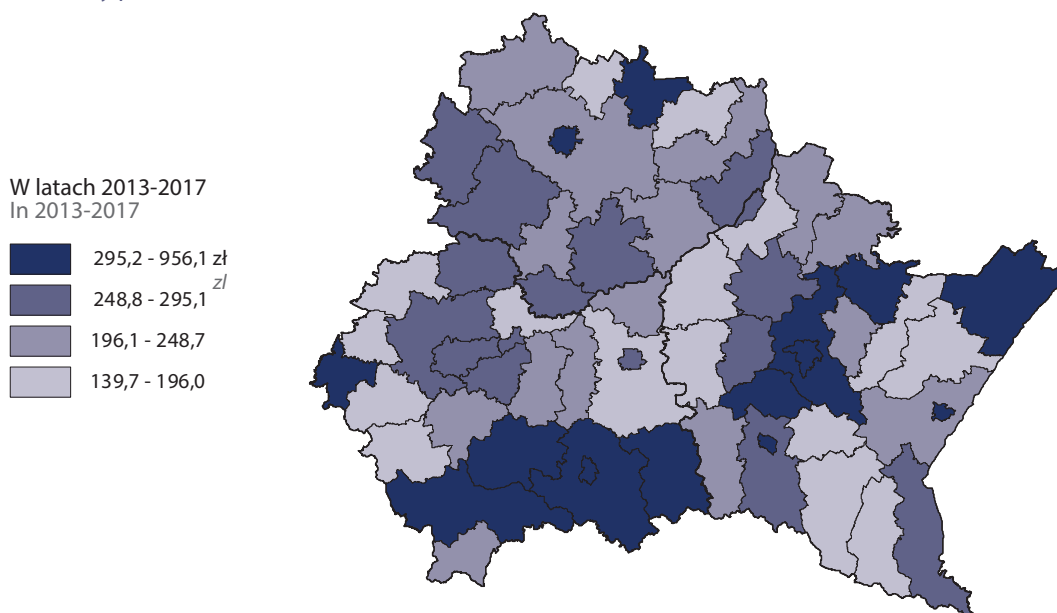 W latach 2013-2017
In 2013-2017
295,2 - 956,1 zł
zl
248,8 - 295,1
196,1 - 248,7
139,7 - 196,0